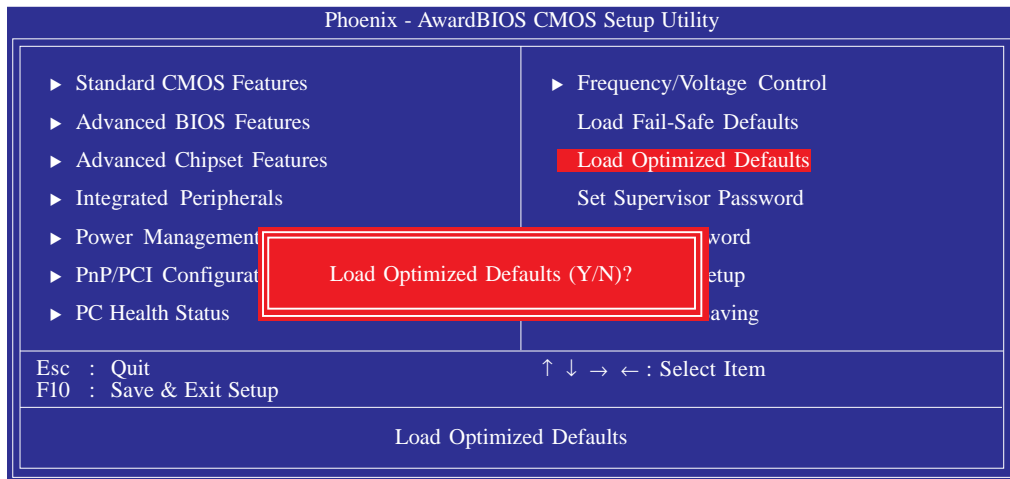 Phoenix - AwardBIOS CMOS Setup Utility
► Standard CMOS Features
► Advanced BIOS Features
► Advanced Chipset Features
► Integrated Peripherals
► Power Management
► PnP/PCI Configurat
► PC Health Status
► Frequency/Voltage Control
Load Fail-Safe Defaults
Load Optimized Defaults
Set Supervisor Password
word
etup
aving
Load Optimized Defaults (Y/N)?
Esc : Quit
F10 : Save & Exit Setup
↑ ↓ → ← : Select Item
Load Optimized Defaults